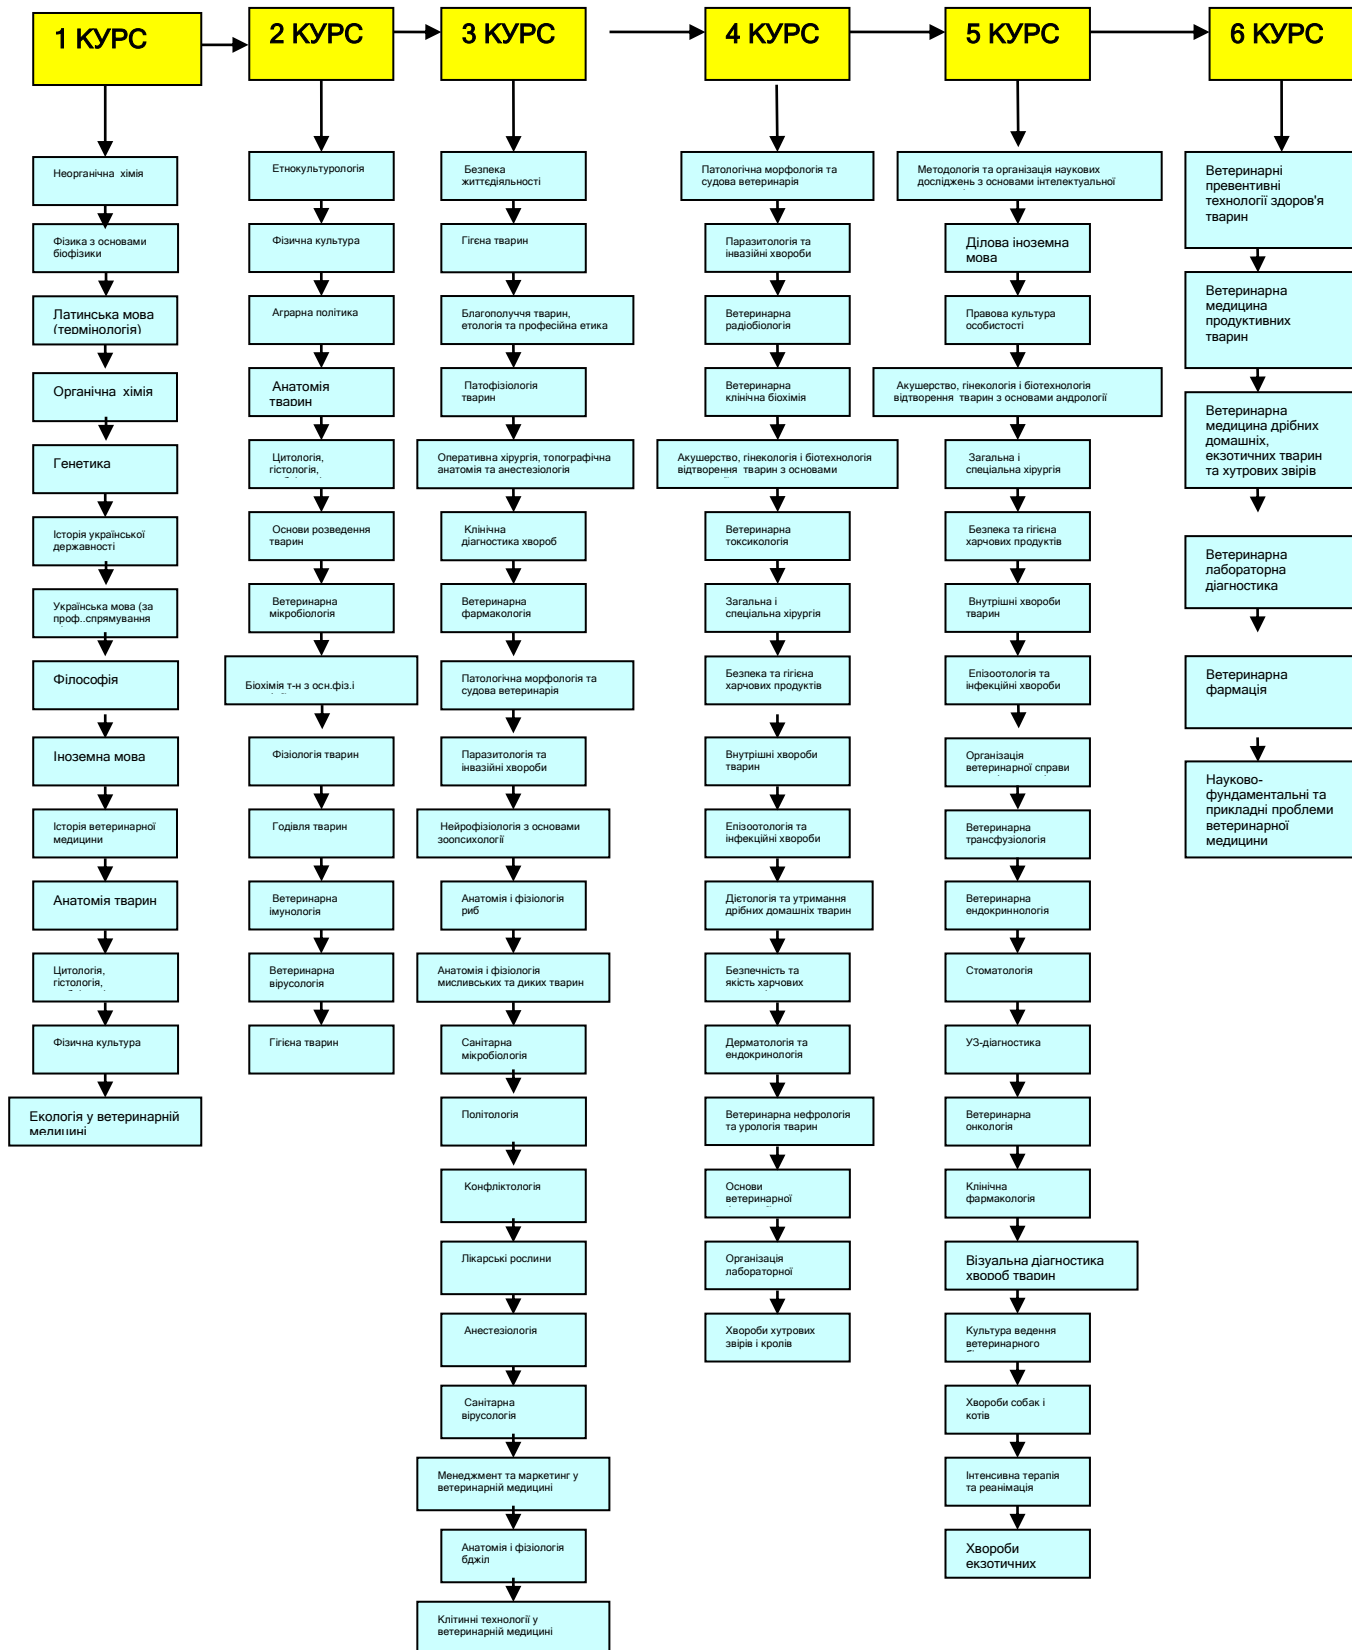 1 КУРС
2 КУРС
3 КУРС
4 КУРС
5 КУРС
6 КУРС
Неорганічна хімія
Фізика з основами
біофізики
Латинська мова
(термінологія)
Органічна хімія
Генетика
Історія української
державності
Українська мова (за
проф..спрямування
Філософія
Іноземна мова
Історія ветеринарної
медицини
Анатомія тварин
Цитологія,
гістологія,
Фізична культура
Екологія у ветеринарній
медицині
Етнокультурологія
Фізична культура
Аграрна політика
Анатомія
тварин
Цитологія,
гістологія,
Основи розведення
тварин
Ветеринарна
мікробіологія
Біохімія т-н з осн.фіз.і
Фізіологія тварин
Годівля тварин
Ветеринарна
імунологія
Ветеринарна
вірусологія
Гігієна тварин
Безпека
життєдіяльності
Гігєна тварин
Благополуччя тварин,
етологія та професійна етика
Патофізіологія
тварин
Оперативна хірургія, топографічна
анатомія та анестезіологія
Клінічна
діагностика хвороб
Ветеринарна
фармакологія
Патологічна морфологія та
судова ветеринарія
Паразитологія та
інвазійні хвороби
Нейрофізіологія з основами
зоопсихології
Анатомія і фізіологія
риб
Анатомія і фізіологія
мисливських та диких тварин
Санітарна
мікробіологія
Політологія
Конфліктологія
Лікарські рослини
Анестезіологія
Санітарна
вірусологія
Менеджмент та маркетинг у
ветеринарній медицині
Анатомія і фізіологія
бджіл
Клітинні технології у
ветеринарній медицині
Патологічна морфологія та
судова ветеринарія
Паразитологія та
інвазійні хвороби
Ветеринарна
радіобіологія
Ветеринарна
клінічна біохімія
Акушерство, гінекологія і біотехнологія
відтворення тварин з основами
Ветеринарна
токсикологія
Загальна і
спеціальна хірургія
Безпека та гігієна
харчових продуктів
Внутрішні хвороби
тварин
Епізоотологія та
інфекційні хвороби
Дієтологія та утримання
дрібних домашніх тварин
Безпечність та
якість харчових
Дерматологія та
ендокринологія
Ветеринарна нефрологія
та урологія тварин
Основи
ветеринарної
Організація
лабораторної
Хвороби хутрових
звірів і кролів
Методологія та організація наукових
досліджень з основами інтелектуальної
Ділова іноземна
мова
Правова культура
особистості
Акушерство, гінекологія і біотехнологія
відтворення тварин з основами андрології
Загальна і
спеціальна хірургія
Безпека та гігієна
харчових продуктів
Внутрішні хвороби
тварин
Епізоотологія та
інфекційні хвороби
Організація
ветеринарної справи
Ветеринарна
трансфузіологія
Ветеринарна
ендокриннологія
Стоматологія
УЗ-діагностика
Ветеринарна
онкологія
Клінічна
фармакологія
Візуальна діагностика
хвороб тварин
Культура ведення
ветеринарного
Хвороби собак і
котів
Інтенсивна терапія
та реанімація
Хвороби
екзотичних
Ветеринарні
превентивні
технології здоров'я
тварин
Ветеринарна
медицина
продуктивних
тварин
Ветеринарна
медицина дрібних
домашніх,
екзотичних тварин
та хутрових звірів
Ветеринарна
лабораторна
діагностика
Ветеринарна
фармація
Науково-
фундаментальні та
прикладні проблеми
ветеринарної
медицини